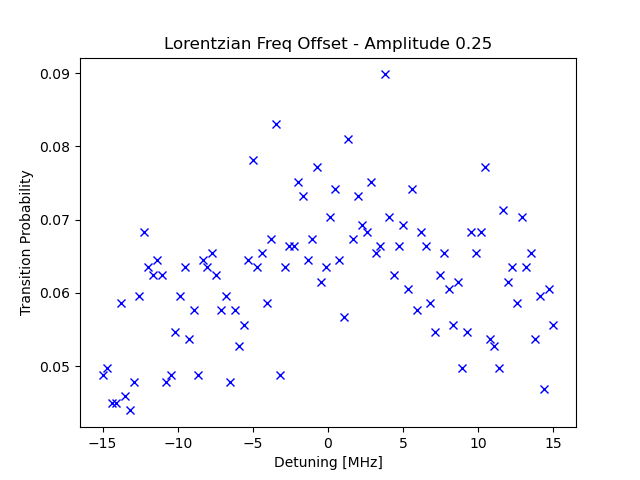 Lorentzian Freq Offset - Amplitude 0.25
Transition Probability
0.09
0.08
0.07
0.06
0.05
−15 −10 −5 0 5 10 15
Detuning [MHz]